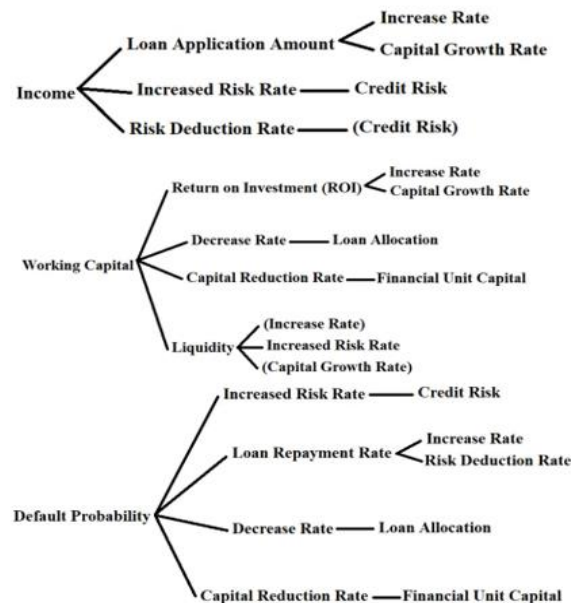 Increase Rate
Loan Application Amount
Capital Growth Rate
Income
Increased Risk Rate
Credit Risk
Risk Deduction Rate
(Credit Risk)
Increase Rate
Return on Investment (ROI)
Capital Growth Rate
Decrease Rate
Loan Allocation
Working Capital
Capital Reduction Rate
Financial Unit Capital
(Increase Rate)
Liquidity
Increased Risk Rate
(Capital Growth Rate)
Increased Risk Rate
Credit Risk
Increase Rate
Loan Repayment Rate
Risk Deduction Rate
Default Probability
Decrease Rate
Loan Allocation
Capital Reduction Rate
Financial Unit Capital